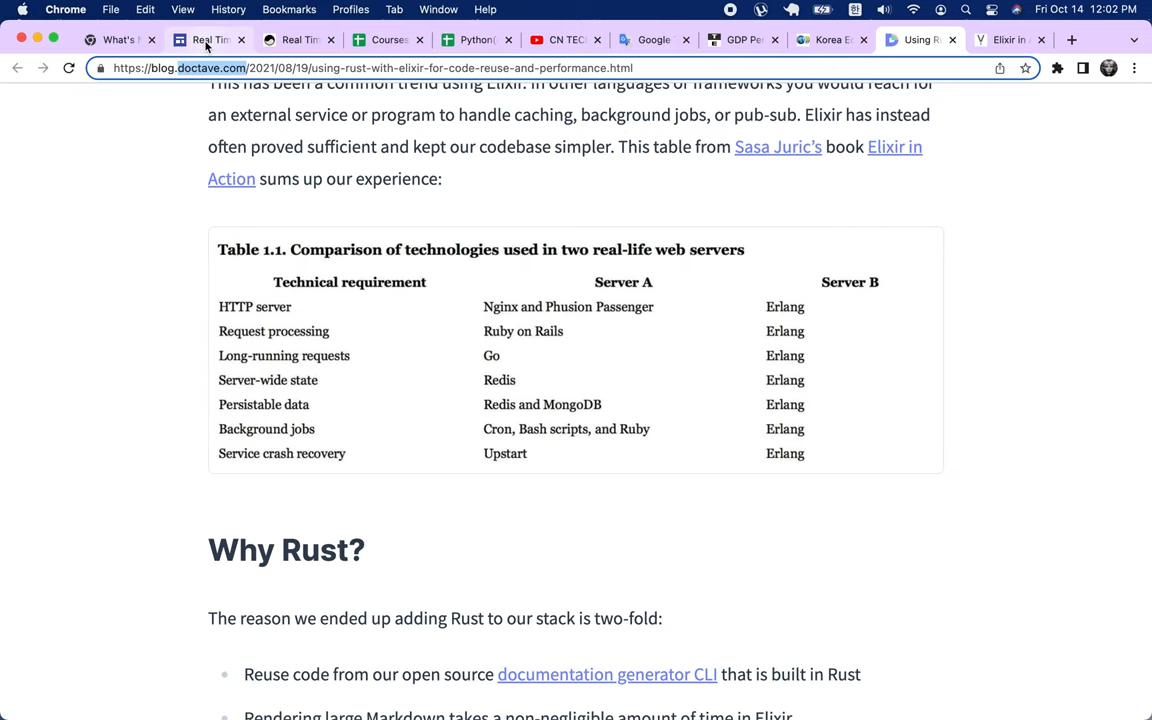 Chrome File Edit View History Bookmarks Profiles Tab Window Help 한 Fri Oct 14 12:02 PM
What's N Real Tim Real Tim Courses Python( CN TEC Google GDP Per Korea Ec Using Ru Elixir in
https://blog.doctave.com/2021/08/19/using-rust-with-elixir-for-code-reuse-and-performance.html
This has been a common trend using Elixir. In other languages or frameworks you would reach for
an external service or program to handle caching, background jobs, or pub-sub. Elixir has instead
often proved sufficient and kept our codebase simpler. This table from Sasa Juric’s book Elixir in
Action sums up our experience:
Table 1.1. Comparison of technologies used in two real-life web servers
Technical requirement Server A Server B
HTTP server Nginx and Phusion Passenger Erlang
Request processing Ruby on Rails Erlang
Long-running requests Go Erlang
Server-wide state Redis Erlang
Persistable data Redis and MongoDB Erlang
Background jobs Cron, Bash scripts, and Ruby Erlang
Service crash recovery Upstart Erlang
Why Rust?
The reason we ended up adding Rust to our stack is two-fold:
Reuse code from our open source documentation generator CLI that is built in Rust
Rendering large Markdown takes a non-negligible amount of time in Elixir